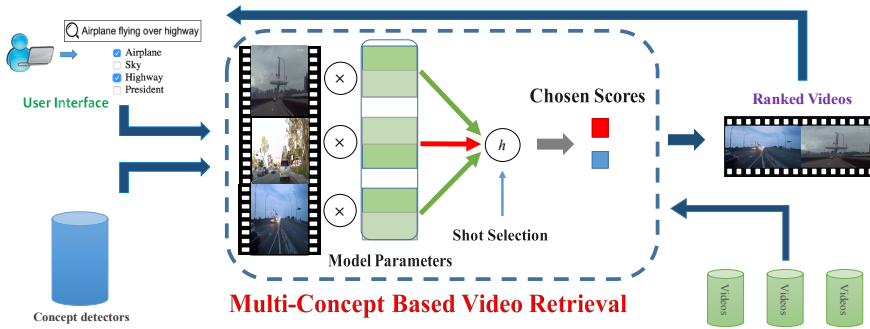 Airplane flying over highway
Airplane
Sky
Highway
President
User Interface
Concept detectors
Model Parameters
h
Shot Selection
Chosen Scores
Ranked Videos
Videos
Videos
Videos
Multi-Concept Based Video Retrieval